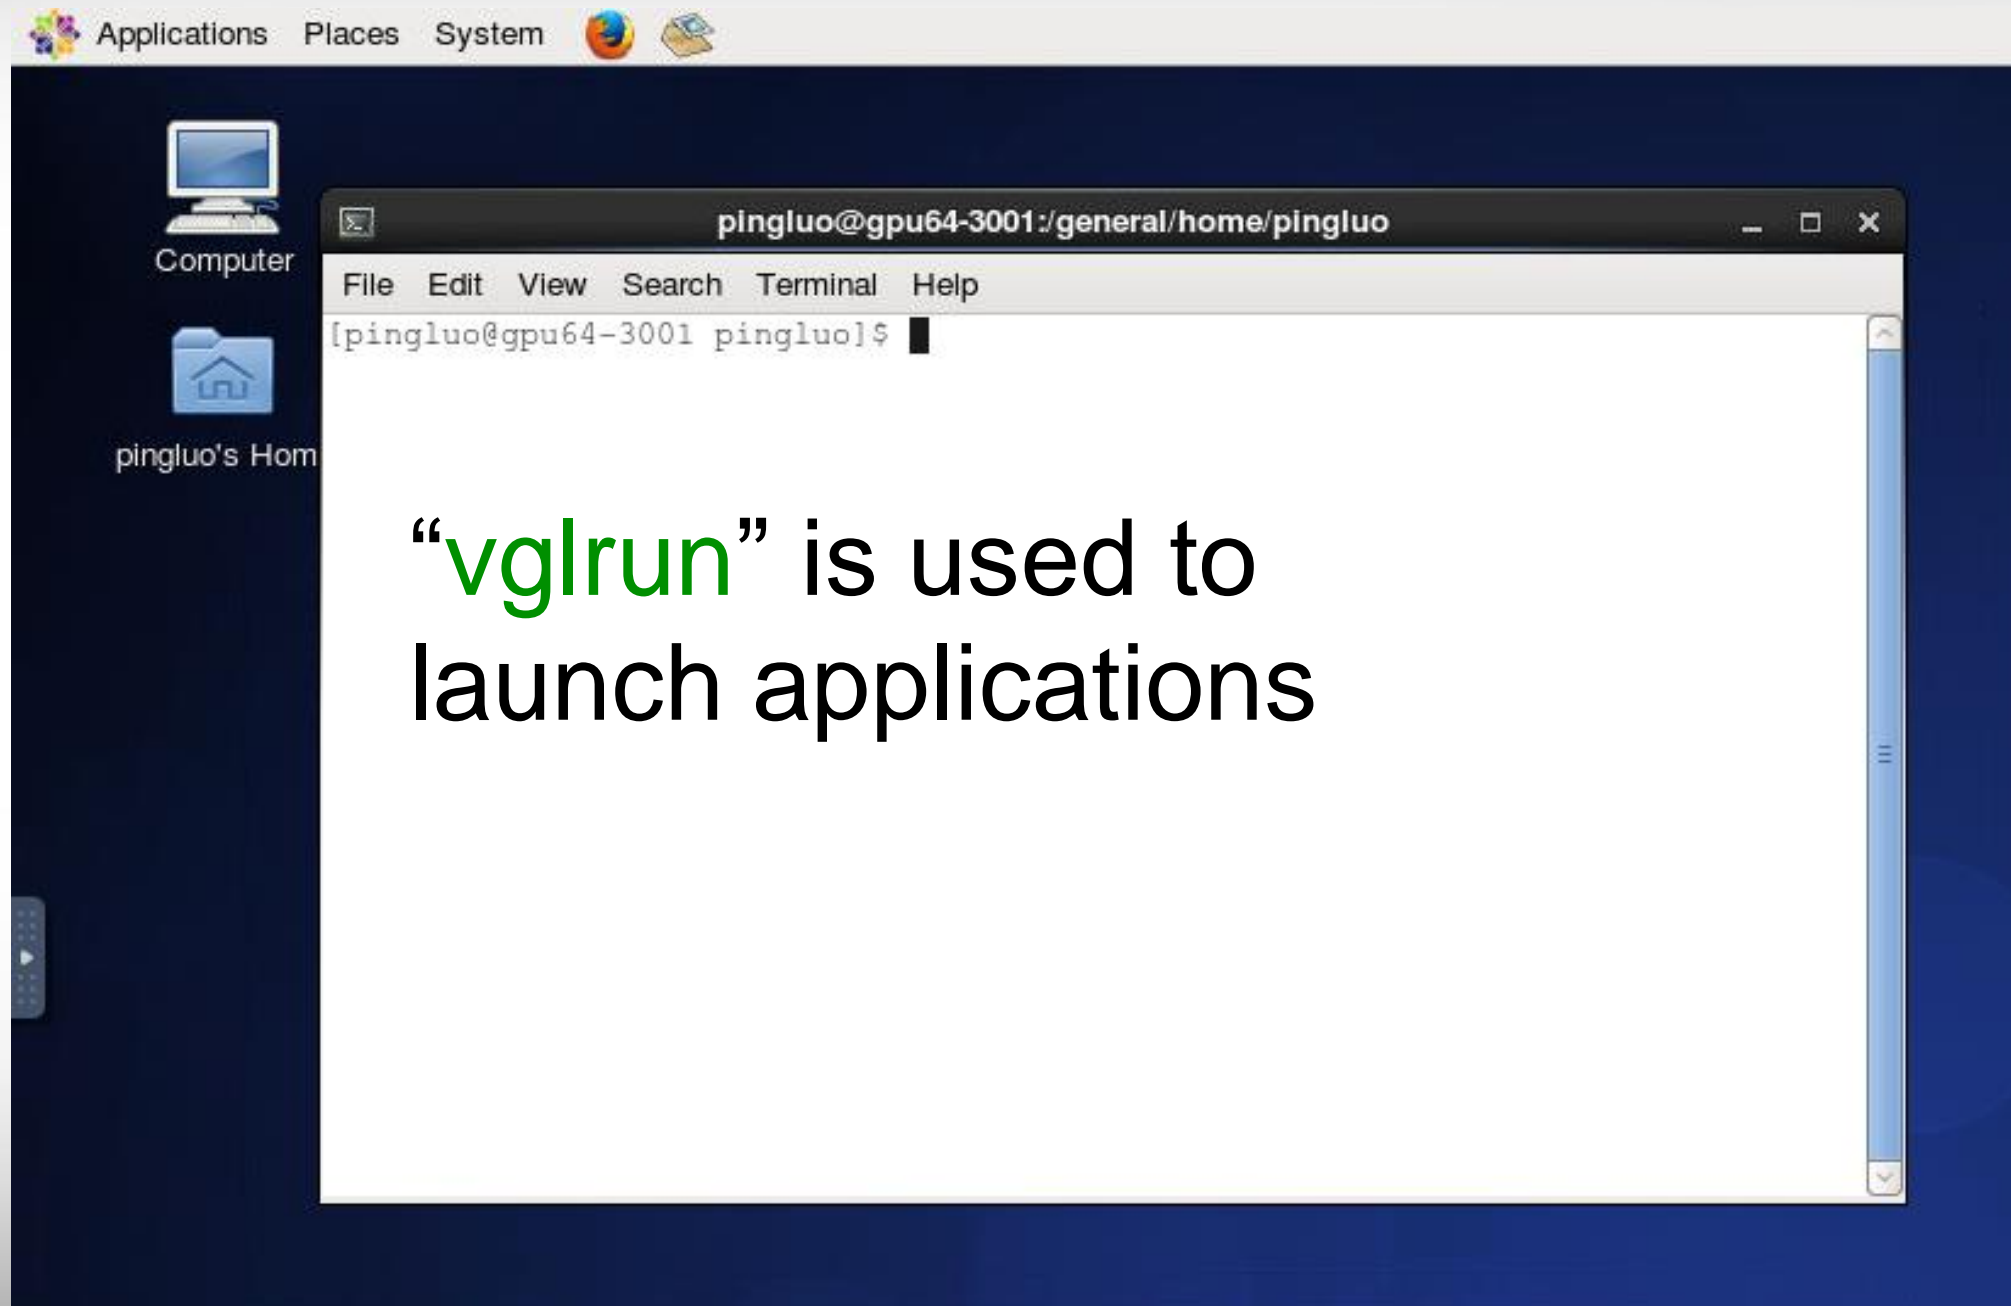 Applications Places System
Computer
pingluo's Hom
pingluo@gpu64-3001:/general/home/pingluo
File Edit View Search Terminal Help
[pingluo@gpu64-3001 pingluo]$
“vglrun” is used to
launch applications